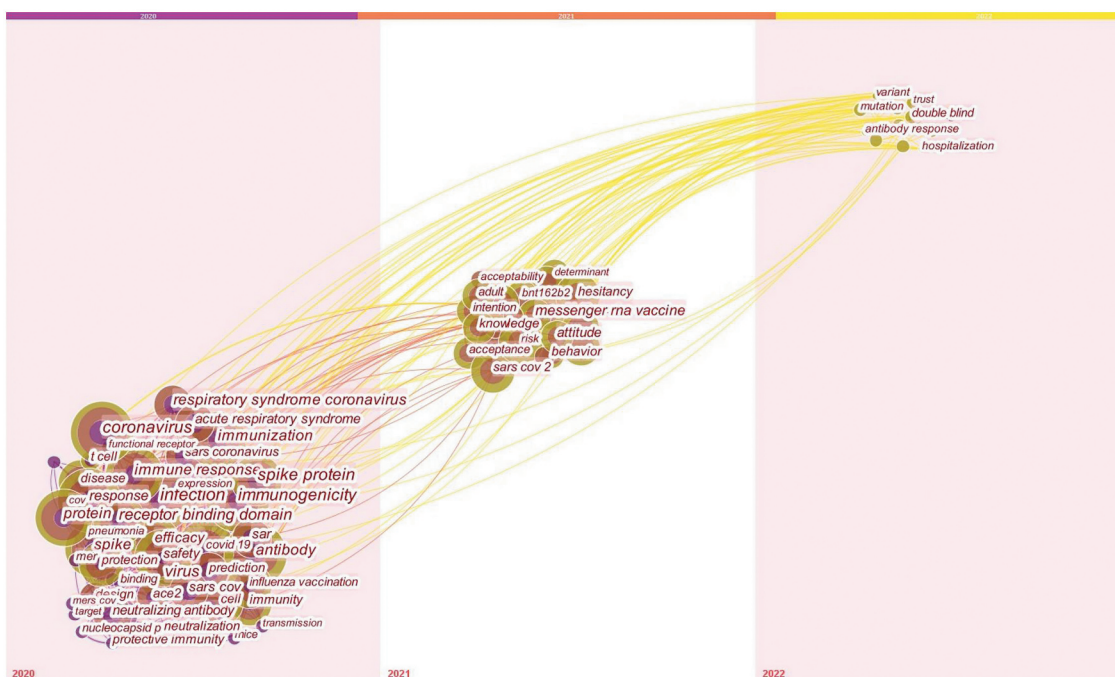 2020
2021
2022
variant
trust
mutation
double blind
antibody response
hospitalization
acceptability
determinant
adult
bnt162b2
hesitancy
intention
messenger rna vaccine
knowledge
risk
attitude
acceptance
behavior
sars cov 2
respiratory syndrome coronavirus
acute respiratory syndrome
coronavirus
immunization
functional receptor
sars coronavirus
t cell
immune response
spike protein
disease
expression
cov
response
infection
immunogenicity
protein
receptor binding domain
pneumonia
efficacy
sar
spike
covid 19
antibody
mer
protection
safety
virus
prediction
binding
sars cov
influenza vaccination
design
ace2
cell
immunity
mers cov
target
neutralizing antibody
nucleocapsid p
neutralization
transmission
protective immunity
mice
2020
2021
2022